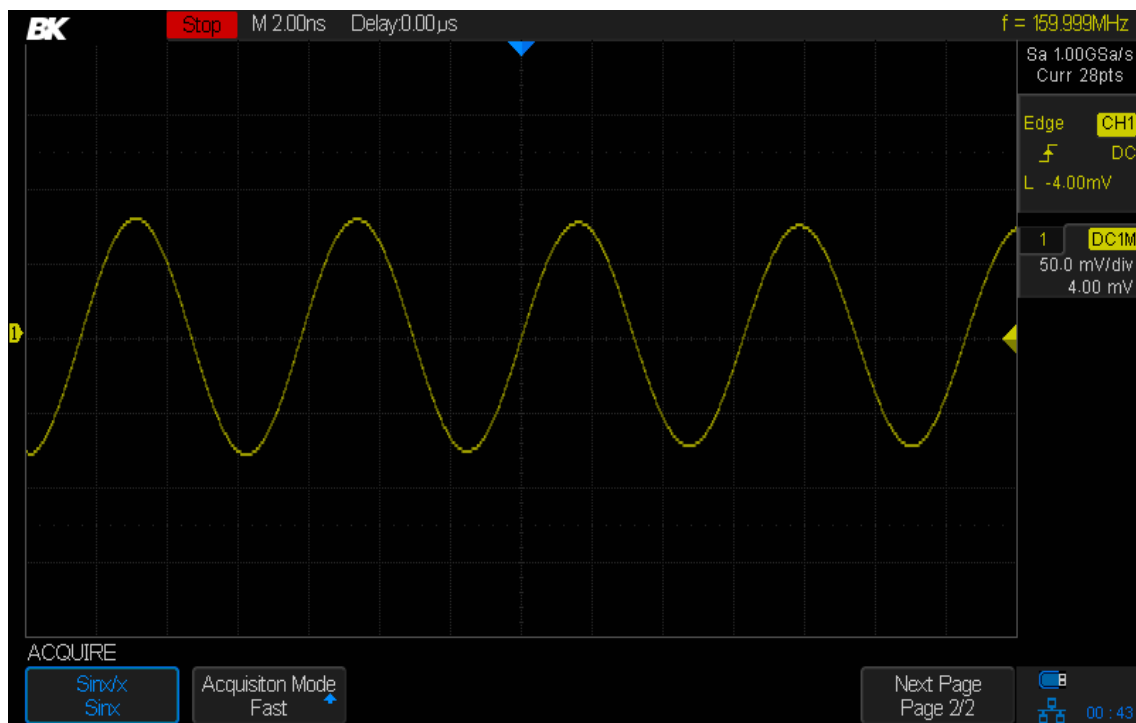 BK Stop M 2.00ns Delay:0.00μs f = 159.999MHz
Sa 1.00GSa/s
Curr 28pts
Edge CH1
DC
L -4.00mV
1 DC1M
50.0 mV/div
4.00 mV
1
ACQUIRE
Sinx/x
Sinx
Acquisiton Mode
Fast
Next Page
Page 2/2
00:43